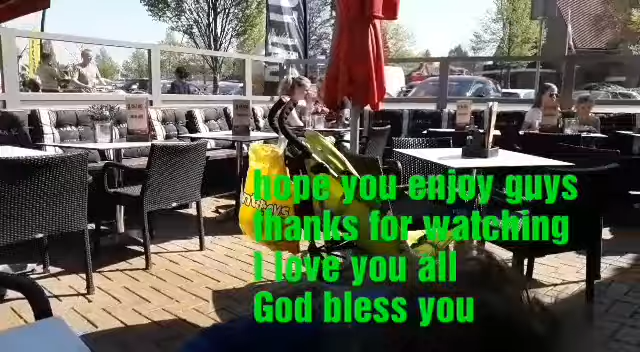 hope you enjoy guys
thanks for watching
I love you all
God bless you